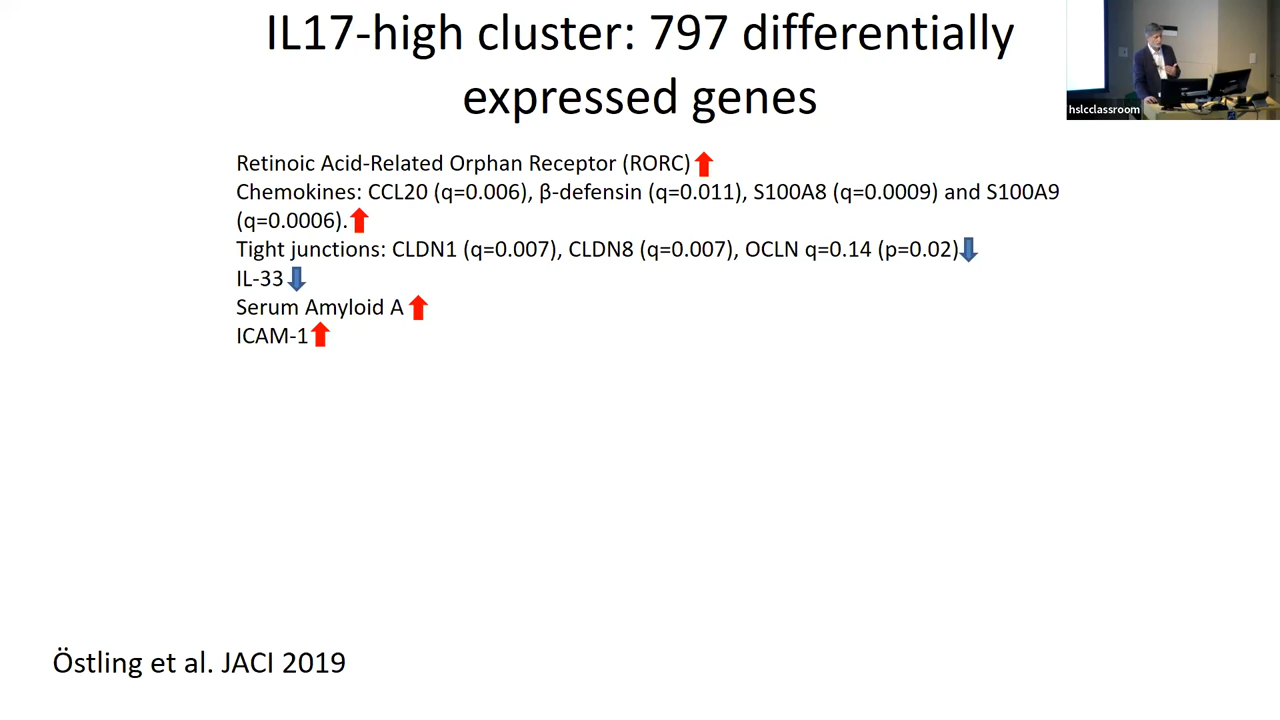 IL17-high cluster: 797 differentially
expressed genes
hslcclassroom
Retinoic Acid-Related Orphan Receptor (RORC)
Chemokines: CCL20 (q=0.006), β-defensin (q=0.011), S100A8 (q=0.0009) and S100A9
(q=0.0006).
Tight junctions: CLDN1 (q=0.007), CLDN8 (q=0.007), OCLN q=0.14 (p=0.02)
IL-33
Serum Amyloid A
ICAM-1
Östling et al. JACI 2019